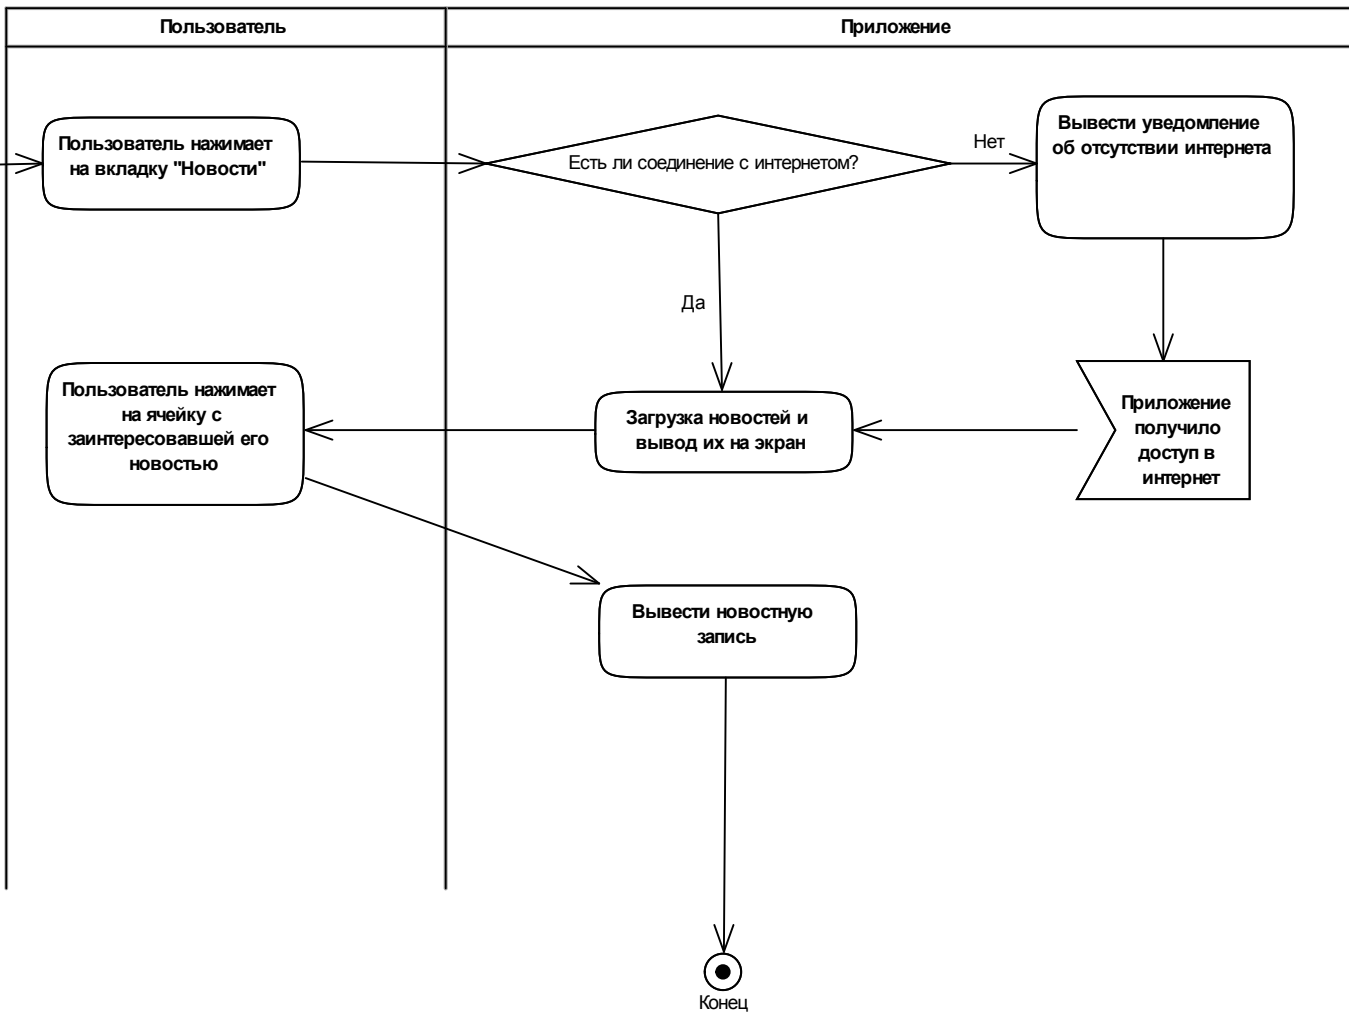 Пользователь
Приложение
Пользователь нажимает
на вкладку "Новости"
Есть ли соединение с интернетом?
Нет
Вывести уведомление
об отсутствии интернета
Да
Пользователь нажимает
на ячейку с
заинтересовавшей его
новостью
Загрузка новостей и
вывод их на экран
Приложение
получило
доступ в
интернет
Вывести новостную
запись
Конец